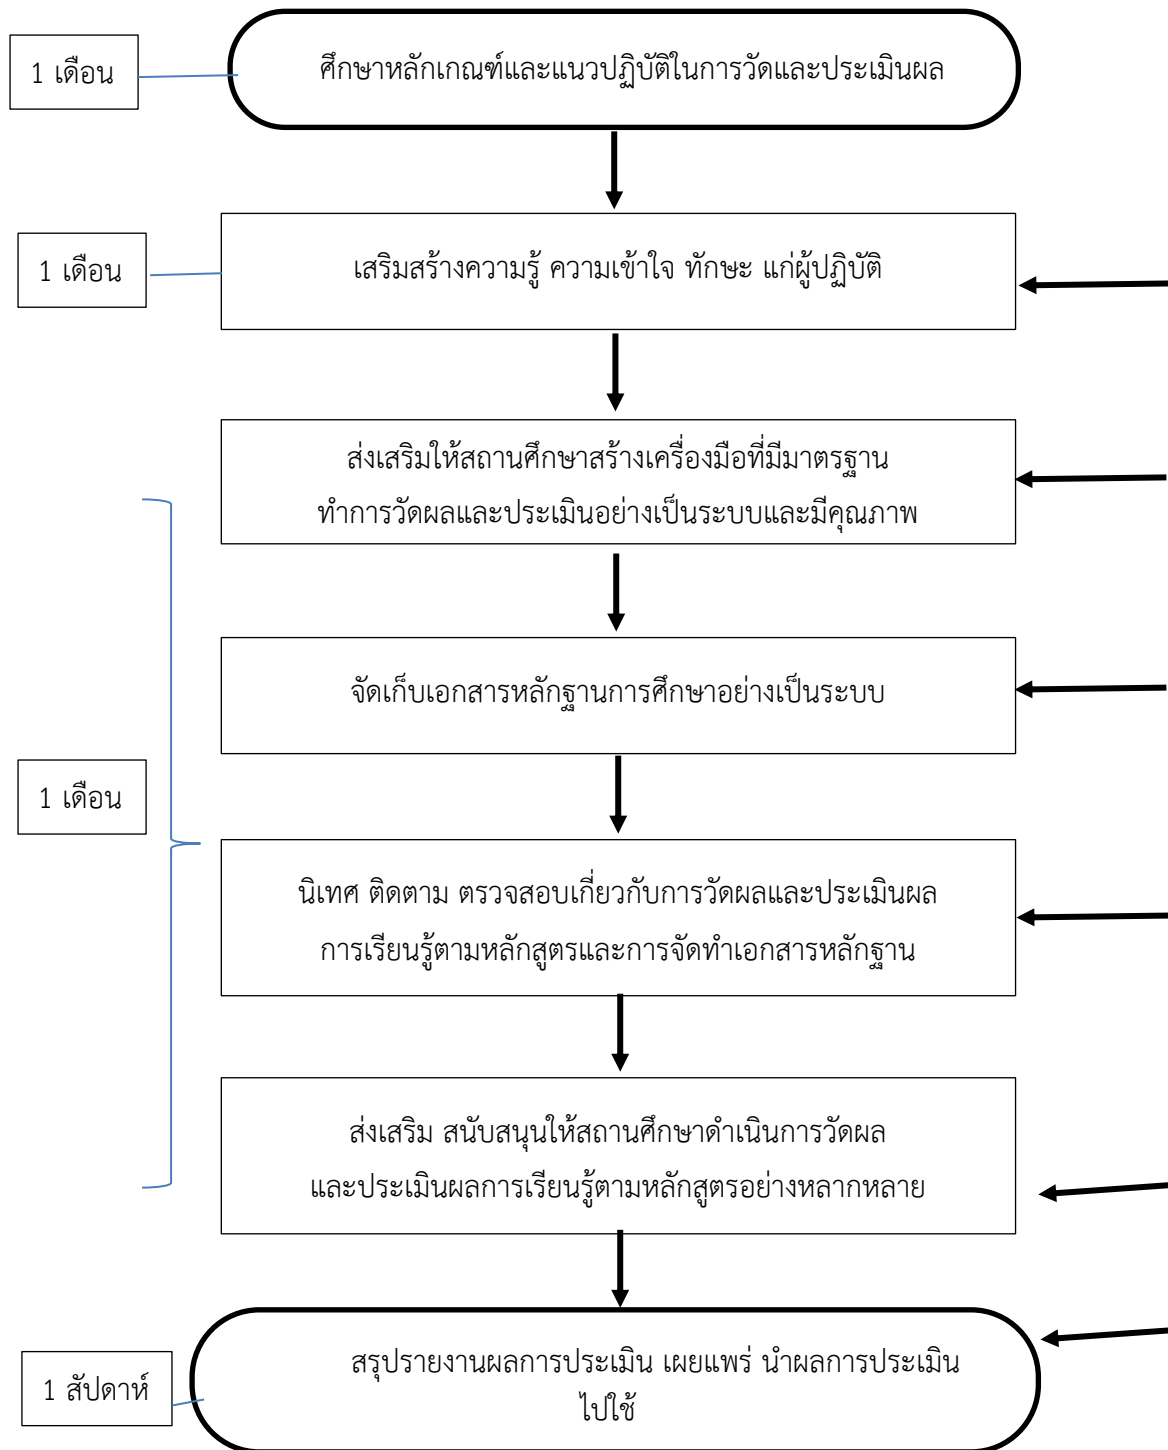 1 เดือน
ศึกษาหลักเกณฑ์และแนวปฏิบัติในการวัดและประเมินผล
1 เดือน
เสริมสร้างความรู้ ความเข้าใจ ทักษะ แก่ผู้ปฏิบัติ
ส่งเสริมให้สถานศึกษาสร้างเครื่องมือที่มีมาตรฐาน
ทำการวัดผลและประเมินอย่างเป็นระบบและมีคุณภาพ
จัดเก็บเอกสารหลักฐานการศึกษาอย่างเป็นระบบ
1 เดือน
นิเทศ ติดตาม ตรวจสอบเกี่ยวกับการวัดผลและประเมินผล
การเรียนรู้ตามหลักสูตรและการจัดทำเอกสารหลักฐาน
ส่งเสริม สนับสนุนให้สถานศึกษาดำเนินการวัดผล
และประเมินผลการเรียนรู้ตามหลักสูตรอย่างหลากหลาย
1 สัปดาห์
สรุปรายงานผลการประเมิน เผยแพร่ นำผลการประเมิน
ไปใช้